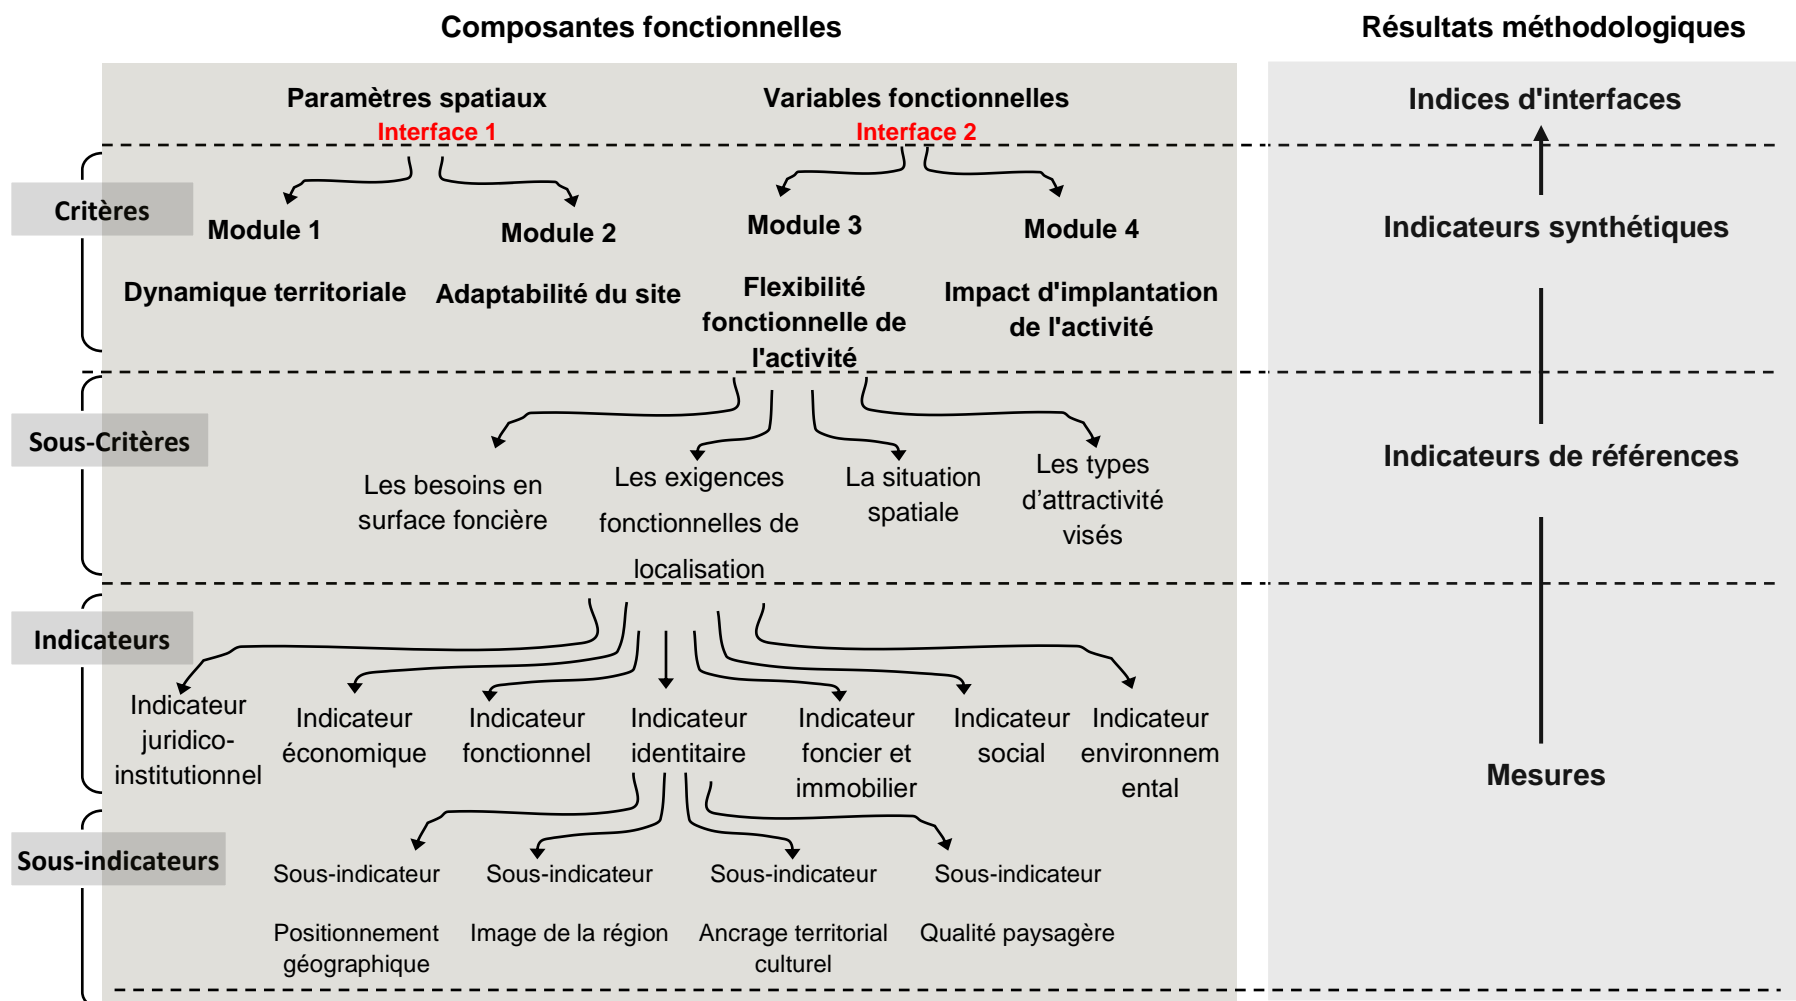 Composantes fonctionnelles
Résultats méthodologiques
Paramètres spatiaux
Interface 1
Variables fonctionnelles
Interface 2
Indices d'interfaces
Critères
Module 1
Dynamique territoriale
Module 2
Adaptabilité du site
Module 3
Flexibilité
fonctionnelle de
l'activité
Module 4
Impact d'implantation
de l'activité
Indicateurs synthétiques
Sous-Critères
Les besoins en
surface foncière
Les exigences
fonctionnelles de
localisation
La situation
spatiale
Les types
d’attractivité
visés
Indicateurs de références
Indicateurs
Indicateur
juridico-
institutionnel
Indicateur
économique
Indicateur
fonctionnel
Indicateur
identitaire
Indicateur
foncier et
immobilier
Indicateur
social
Indicateur
environnem
ental
Mesures
Sous-indicateurs
Sous-indicateur
Positionnement
géographique
Sous-indicateur
Image de la région
Sous-indicateur
Ancrage territorial
culturel
Sous-indicateur
Qualité paysagère